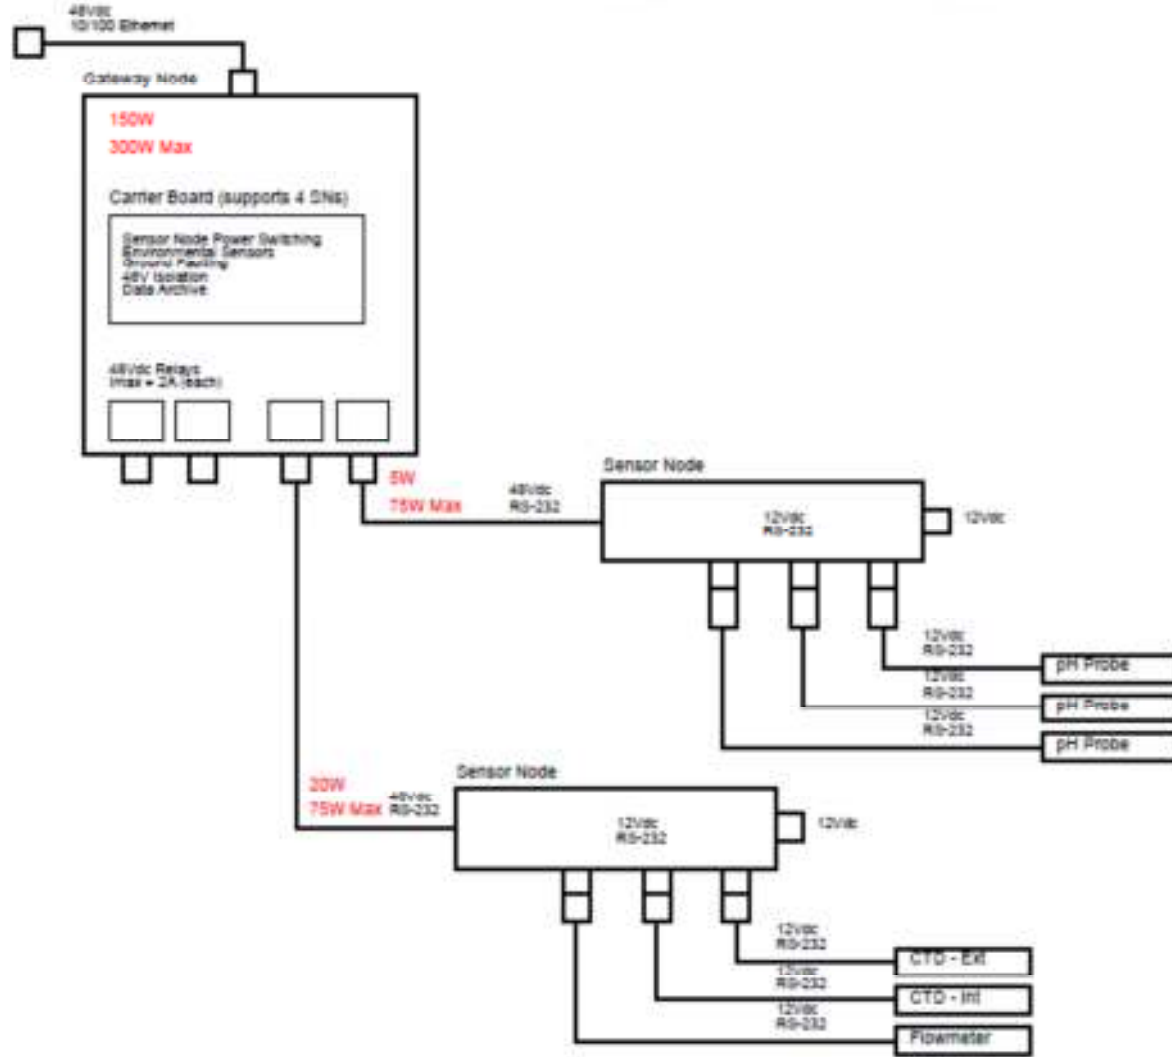 48Vdc
10/100 Ethernet
Gateway Node
150W
300W Max
Carrier Board (supports 4 SNs)
Sensor Node Power Switching
Environmental Sensors
Ground Faulting
48V Isolation
Data Archive
48Vdc Relays
Imax = 2A (each)
5W
75W Max
48Vdc
RS-232
Sensor Node
12Vdc
RS-232
12Vdc
12Vdc
RS-232
pH Probe
12Vdc
RS-232
pH Probe
12Vdc
RS-232
pH Probe
20W
75W Max
48Vdc
RS-232
Sensor Node
12Vdc
RS-232
12Vdc
12Vdc
RS-232
CTD - Ext
12Vdc
RS-232
CTD - Int
12Vdc
RS-232
Flowmeter